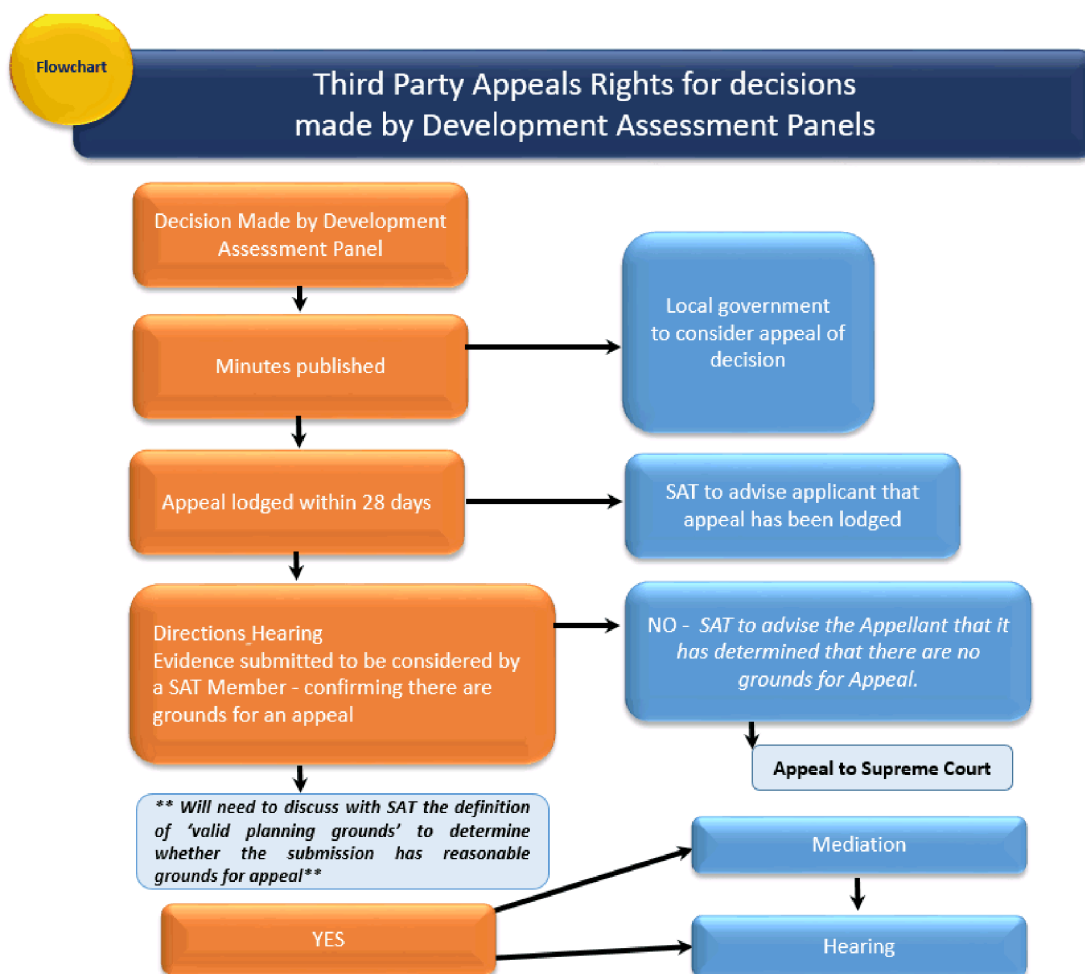 Flowchart
Third Party Appeals Rights for decisions
made by Development Assessment Panels
Decision Made by Development
Assessment Panel
Minutes published
Local government
to consider appeal of
decision
Appeal lodged within 28 days
SAT to advise applicant that
appeal has been lodged
Directions Hearing
Evidence submitted to be considered by
a SAT Member - confirming there are
grounds for an appeal
NO - SAT to advise the Appellant that it
has determined that there are no
grounds for Appeal.
Appeal to Supreme Court
** Will need to discuss with SAT the definition
of ‘valid planning grounds’ to determine
whether the submission has reasonable
grounds for appeal**
YES
Mediation
Hearing